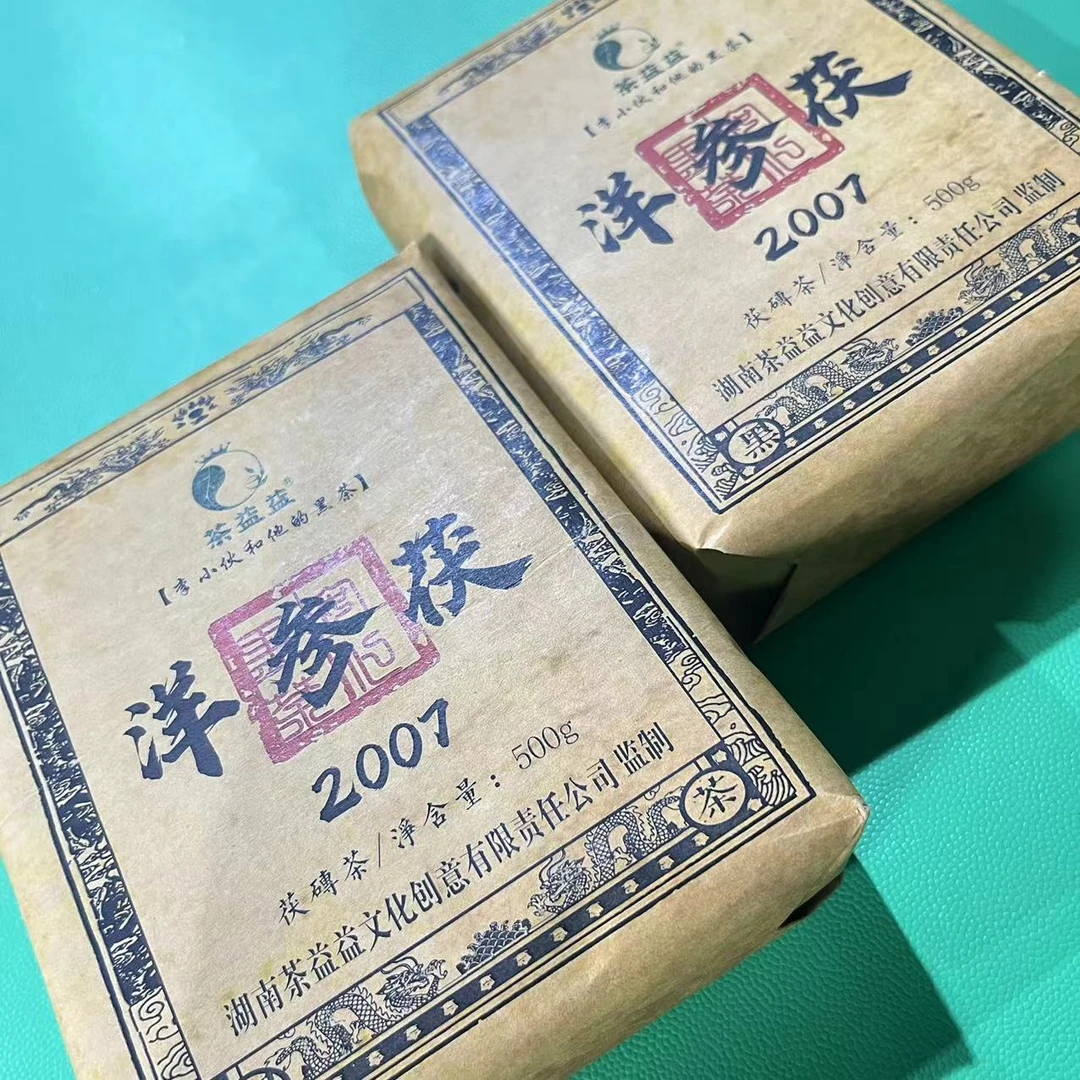 茶益益®
【李小伙和他的黑茶】
洋参茯
2007
茯磚茶/淨含量：500g
湖南茶益益文化创意有限责任公司 监制
茶
茶益益
【李小伙和他的黑茶】
洋参茯
2007
茯磚茶/淨含量：500g
湖南茶益益文化创意有限责任公司 监制
黑